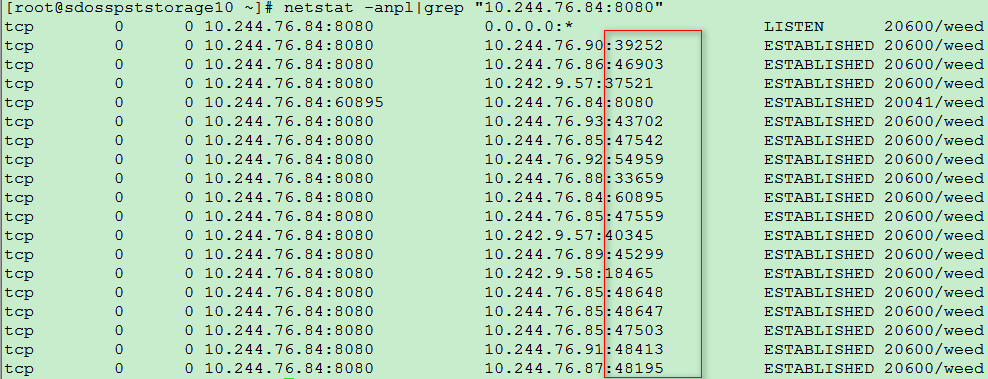 [root@sdosspststorage10 ~]# netstat -anpl|grep "10.244.76.84:8080"
tcp 0 0 10.244.76.84:8080 0.0.0.0:* LISTEN 20600/weed
tcp 0 0 10.244.76.84:8080 10.244.76.90:39252 ESTABLISHED 20600/weed
tcp 0 0 10.244.76.84:8080 10.244.76.86:46903 ESTABLISHED 20600/weed
tcp 0 0 10.244.76.84:8080 10.242.9.57:37521 ESTABLISHED 20600/weed
tcp 0 0 10.244.76.84:60895 10.244.76.84:8080 ESTABLISHED 20041/weed
tcp 0 0 10.244.76.84:8080 10.244.76.93:43702 ESTABLISHED 20600/weed
tcp 0 0 10.244.76.84:8080 10.244.76.85:47542 ESTABLISHED 20600/weed
tcp 0 0 10.244.76.84:8080 10.244.76.92:54959 ESTABLISHED 20600/weed
tcp 0 0 10.244.76.84:8080 10.244.76.88:33659 ESTABLISHED 20600/weed
tcp 0 0 10.244.76.84:8080 10.244.76.84:60895 ESTABLISHED 20600/weed
tcp 0 0 10.244.76.84:8080 10.244.76.85:47559 ESTABLISHED 20600/weed
tcp 0 0 10.244.76.84:8080 10.242.9.57:40345 ESTABLISHED 20600/weed
tcp 0 0 10.244.76.84:8080 10.244.76.89:45299 ESTABLISHED 20600/weed
tcp 0 0 10.244.76.84:8080 10.242.9.58:18465 ESTABLISHED 20600/weed
tcp 0 0 10.244.76.84:8080 10.244.76.85:48648 ESTABLISHED 20600/weed
tcp 0 0 10.244.76.84:8080 10.244.76.85:48647 ESTABLISHED 20600/weed
tcp 0 0 10.244.76.84:8080 10.244.76.85:47503 ESTABLISHED 20600/weed
tcp 0 0 10.244.76.84:8080 10.244.76.91:48413 ESTABLISHED 20600/weed
tcp 0 0 10.244.76.84:8080 10.244.76.87:48195 ESTABLISHED 20600/weed